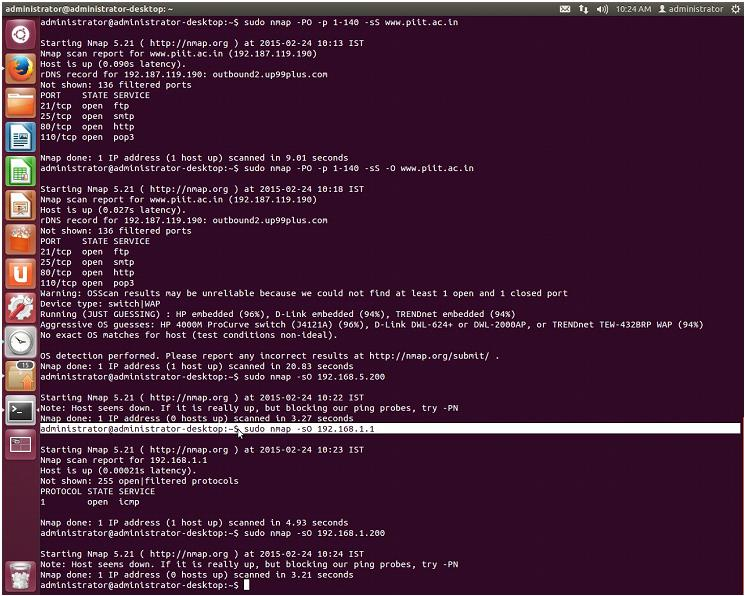 administrator@administrator-desktop: ~
10:24 AM administrator
administrator@administrator-desktop:~$ sudo nmap -PO -p 1-140 -sS www.piit.ac.in
Starting Nmap 5.21 ( http://nmap.org ) at 2015-02-24 10:13 IST
Nmap scan report for www.piit.ac.in (192.187.119.190)
Host is up (0.090s latency).
rDNS record for 192.187.119.190: outbound2.up99plus.com
Not shown: 136 filtered ports
PORT STATE SERVICE
21/tcp open ftp
25/tcp open smtp
80/tcp open http
110/tcp open pop3
Nmap done: 1 IP address (1 host up) scanned in 9.01 seconds
administrator@administrator-desktop:~$ sudo nmap -PO -p 1-140 -sS -O www.piit.ac.in
Starting Nmap 5.21 ( http://nmap.org ) at 2015-02-24 10:18 IST
Nmap scan report for www.piit.ac.in (192.187.119.190)
Host is up (0.027s latency).
rDNS record for 192.187.119.190: outbound2.up99plus.com
Not shown: 136 filtered ports
PORT STATE SERVICE
21/tcp open ftp
25/tcp open smtp
80/tcp open http
110/tcp open pop3
Warning: OSScan results may be unreliable because we could not find at least 1 open and 1 closed port
Device type: switch|WAP
Running (JUST GUESSING) : HP embedded (96%), D-Link embedded (94%), TRENDnet embedded (94%)
Aggressive OS guesses: HP 4000M ProCurve switch (J4121A) (96%), D-Link DWL-624+ or DWL-2000AP, or TRENDnet TEW-432BRP WAP (94%)
No exact OS matches for host (test conditions non-ideal).
OS detection performed. Please report any incorrect results at http://nmap.org/submit/ .
Nmap done: 1 IP address (1 host up) scanned in 20.83 seconds
administrator@administrator-desktop:~$ sudo nmap -sO 192.168.5.200
Starting Nmap 5.21 ( http://nmap.org ) at 2015-02-24 10:22 IST
Note: Host seems down. If it is really up, but blocking our ping probes, try -PN
Nmap done: 1 IP address (0 hosts up) scanned in 3.27 seconds
administrator@administrator-desktop:~$ sudo nmap -sO 192.168.1.1
Starting Nmap 5.21 ( http://nmap.org ) at 2015-02-24 10:23 IST
Nmap scan report for 192.168.1.1
Host is up (0.00021s latency).
Not shown: 255 open|filtered protocols
PROTOCOL STATE SERVICE
1 open icmp
Nmap done: 1 IP address (1 host up) scanned in 4.93 seconds
administrator@administrator-desktop:~$ sudo nmap -sO 192.168.1.200
Starting Nmap 5.21 ( http://nmap.org ) at 2015-02-24 10:24 IST
Note: Host seems down. If it is really up, but blocking our ping probes, try -PN
Nmap done: 1 IP address (0 hosts up) scanned in 3.21 seconds
administrator@administrator-desktop:~$
15